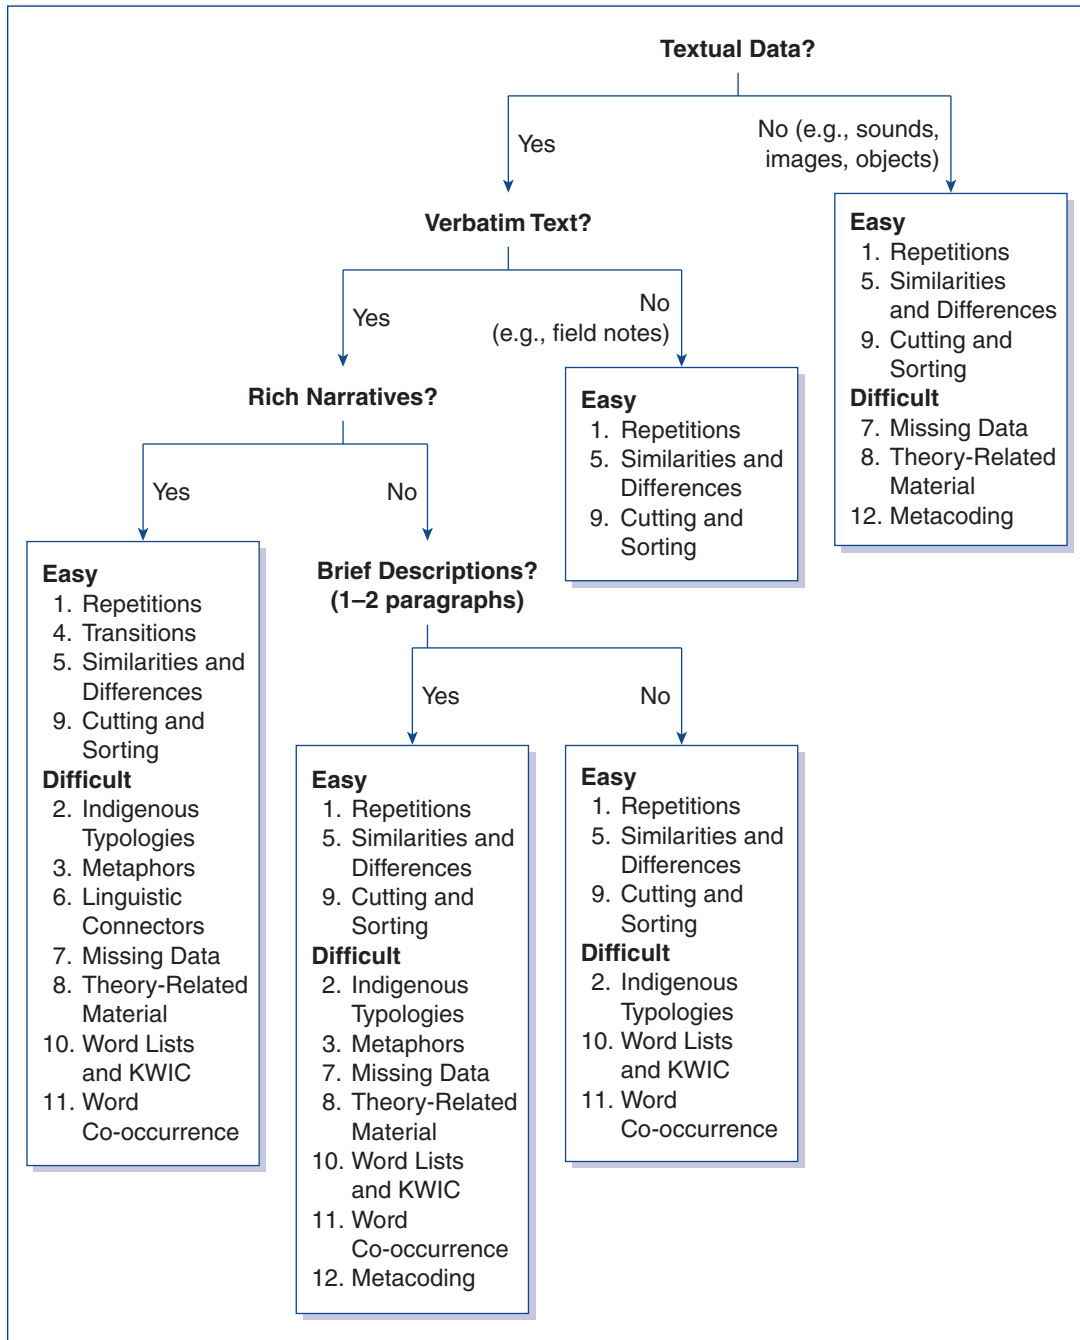 Textual Data?
Yes
No (e.g., sounds,
images, objects)
Verbatim Text?
Easy
1. Repetitions
5. Similarities
and Differences
9. Cutting and
Sorting
Difficult
7. Missing Data
8. Theory-Related
Material
12. Metacoding
Yes
No
(e.g., field notes)
Rich Narratives?
Easy
1. Repetitions
5. Similarities and
Differences
9. Cutting and
Sorting
Yes
No
Easy
1. Repetitions
4. Transitions
5. Similarities and
Differences
9. Cutting and
Sorting
Difficult
2. Indigenous
Typologies
3. Metaphors
6. Linguistic
Connectors
7. Missing Data
8. Theory-Related
Material
10. Word Lists
and KWIC
11. Word
Co-occurrence
Brief Descriptions?
(1–2 paragraphs)
Yes
No
Easy
1. Repetitions
5. Similarities and
Differences
9. Cutting and
Sorting
Difficult
2. Indigenous
Typologies
3. Metaphors
7. Missing Data
8. Theory-Related
Material
10. Word Lists
and KWIC
11. Word
Co-occurrence
12. Metacoding
Easy
1. Repetitions
5. Similarities and
Differences
9. Cutting and
Sorting
Difficult
2. Indigenous
Typologies
10. Word Lists
and KWIC
11. Word
Co-occurrence